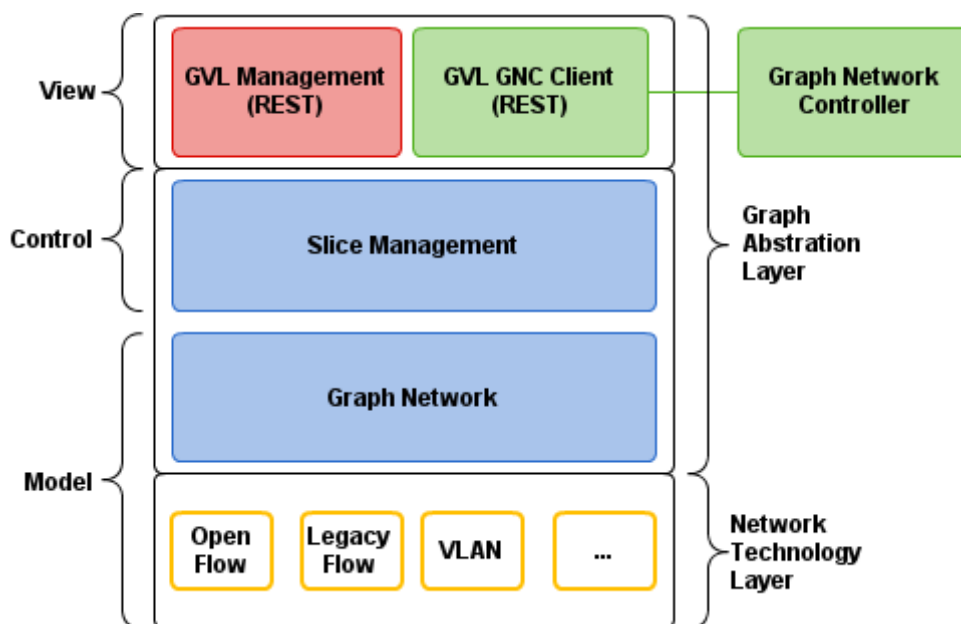 View
GVL Management
(REST)
GVL GNC Client
(REST)
Graph Network
Controller
Control
Slice Management
Graph
Abstration
Layer
Graph Network
Model
Open
Flow
Legacy
Flow
VLAN
...
Network
Technology
Layer